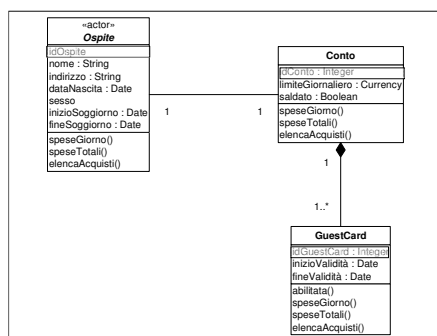 «actor»
Ospite
idOspite
nome : String
indirizzo : String
dataNascita : Date
sesso
inizioSoggiorno : Date
fineSoggiorno : Date
speseGiorno()
speseTotali()
elencaAcquisti()
1
1
Conto
idConto : Integer
limiteGiornaliero : Currency
saldato : Boolean
speseGiorno()
speseTotali()
elencaAcquisti()
1
1..*
GuestCard
idGuestCard : Integer
inizioValidità : Date
fineValidità : Date
abilitata()
speseGiorno()
speseTotali()
elencaAcquisti()